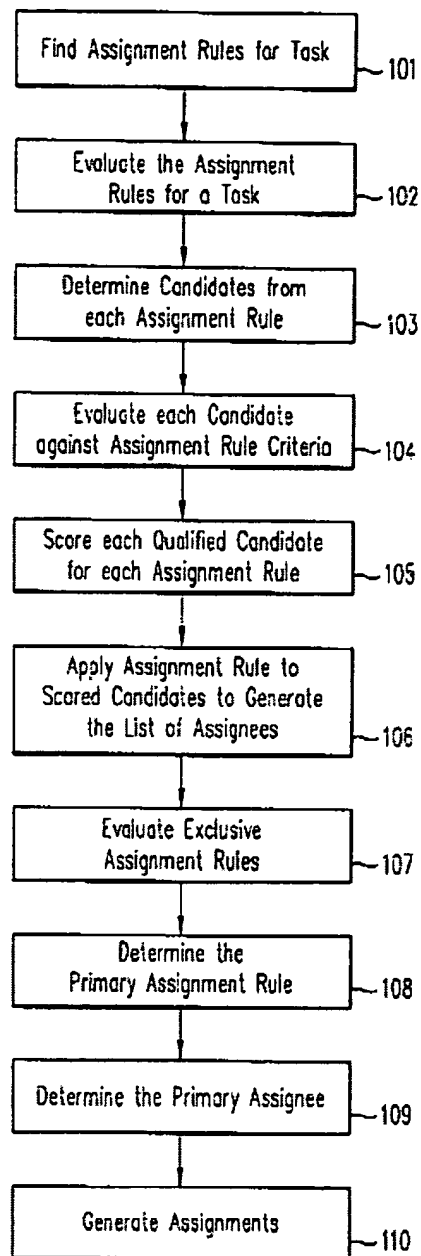 Find Assignment Rules for Task
101
Evaluate the Assignment
Rules for a Task
102
Determine Candidates from
each Assignment Rule
103
Evaluate each Candidate
against Assignment Rule Criteria
104
Score each Qualified Candidate
for each Assignment Rule
105
Apply Assignment Rule to
Scored Candidates to Generate
the List of Assignees
106
Evaluate Exclusive
Assignment Rules
107
Determine the
Primary Assignment Rule
108
Determine the Primary Assignee
109
Generate Assignments
110